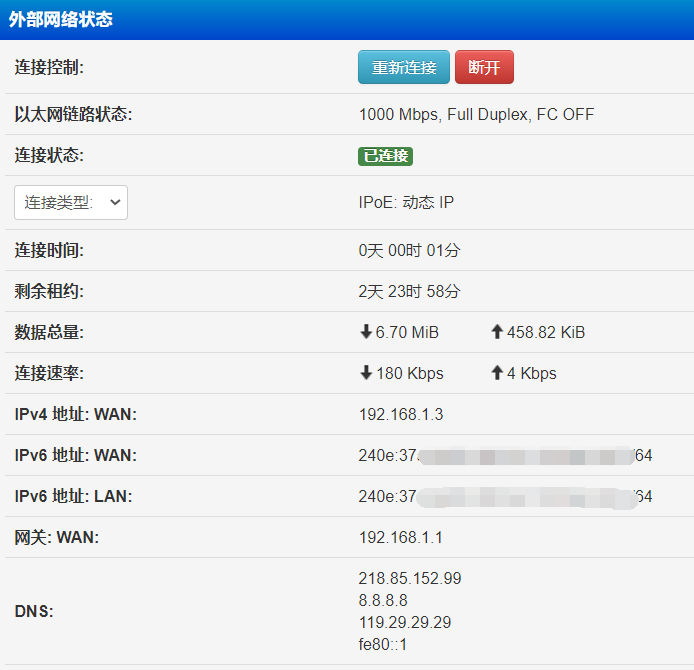 外部网络状态
连接控制: 重新连接 断开
以太网链路状态: 1000 Mbps, Full Duplex, FC OFF
连接状态: 已连接
连接类型: IPoE: 动态 IP
连接时间: 0天 00时 01分
剩余租约: 2天 23时 58分
数据总量: 6.70 MiB 458.82 KiB
连接速率: 180 Kbps 4 Kbps
IPv4 地址: WAN: 192.168.1.3
IPv6 地址: WAN: 240e:37 /64
IPv6 地址: LAN: 240e:37 /64
网关: WAN: 192.168.1.1
DNS: 218.85.152.99
8.8.8.8
119.29.29.29
fe80::1